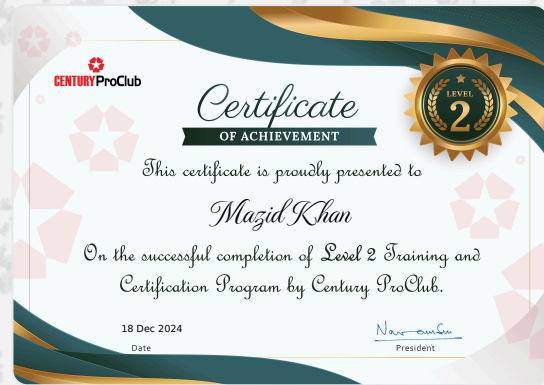 CENTURY ProClub
Certificate
OF ACHIEVEMENT
LEVEL
2
This certificate is proudly presented to
Mazid Khan
On the successful completion of Level 2 Training and
Certification Program by Century ProClub.
18 Dec 2024
Date
President